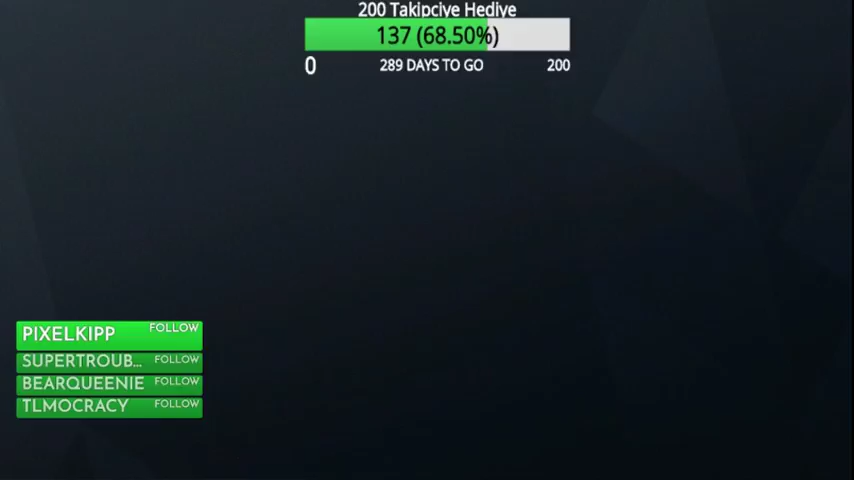 200 Takipciye Hediye
137 (68.50%)
0 289 DAYS TO GO 200
PIXELKIPP FOLLOW
SUPERTROUB... FOLLOW
BEARQUEENIE FOLLOW
TLMOCRACY FOLLOW